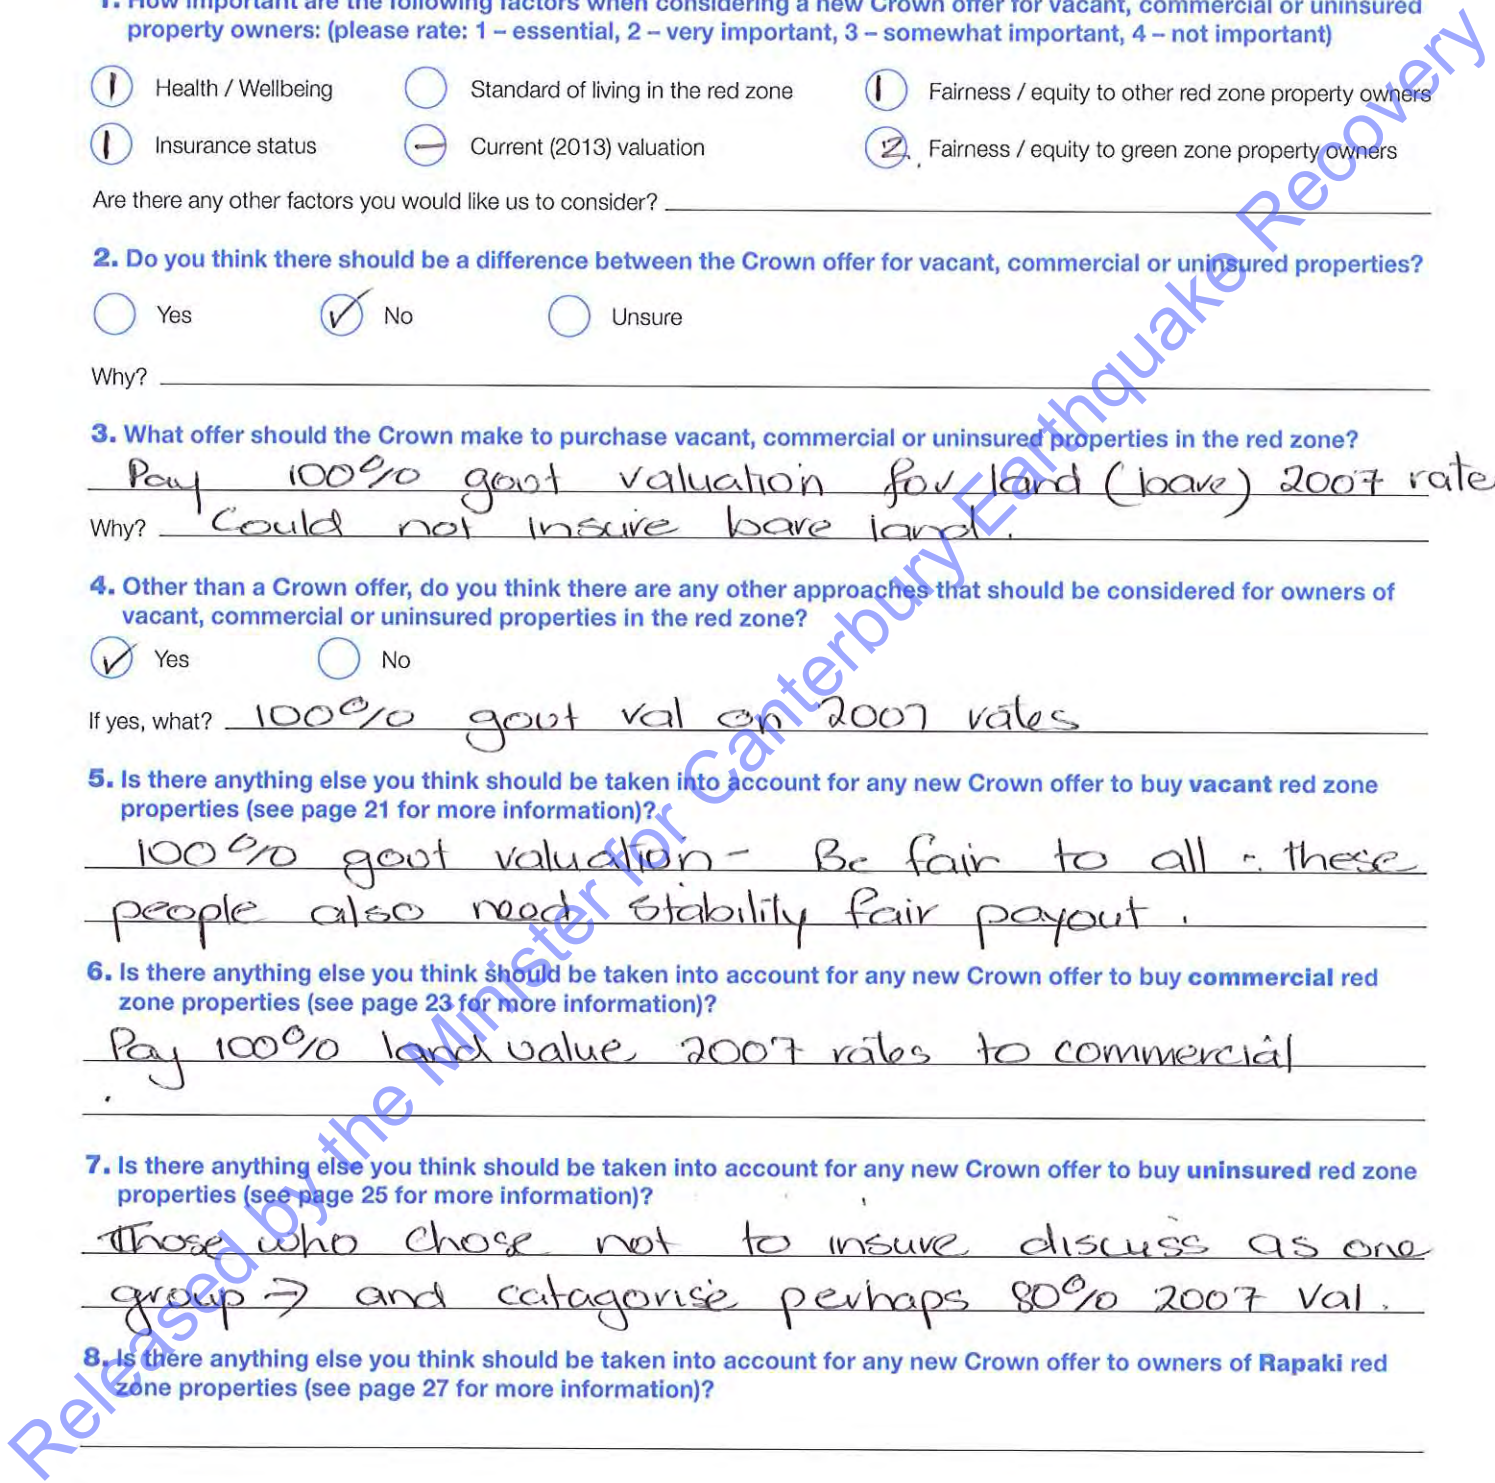 1. How important are the following factors when considering a new Crown offer for vacant, commercial or uninsured
property owners: (please rate: 1 – essential, 2 – very important, 3 – somewhat important, 4 – not important)
1 Health / Wellbeing Standard of living in the red zone 1 Fairness / equity to other red zone property owners
1 Insurance status – Current (2013) valuation 2. Fairness / equity to green zone property owners
Are there any other factors you would like us to consider?
2. Do you think there should be a difference between the Crown offer for vacant, commercial or uninsured properties?
Yes ✓ No Unsure
Why?
3. What offer should the Crown make to purchase vacant, commercial or uninsured properties in the red zone?
Pay 100% govt valuation for land (bare) 2007 rate
Why? Could not insure bare land.
4. Other than a Crown offer, do you think there are any other approaches that should be considered for owners of
vacant, commercial or uninsured properties in the red zone?
✓ Yes No
If yes, what? 100% govt val on 2007 rates
5. Is there anything else you think should be taken into account for any new Crown offer to buy vacant red zone
properties (see page 21 for more information)?
100% govt valuation - Be fair to all - these
people also need stability fair payout.
6. Is there anything else you think should be taken into account for any new Crown offer to buy commercial red
zone properties (see page 23 for more information)?
Pay 100% land value 2007 rates to commercial
.
7. Is there anything else you think should be taken into account for any new Crown offer to buy uninsured red zone
properties (see page 25 for more information)?
Those who chose not to insure discuss as one
group → and catagorise perhaps 80% 2007 Val.
8. Is there anything else you think should be taken into account for any new Crown offer to owners of Rapaki red
zone properties (see page 27 for more information)?
Released by the Minister for Canterbury Earthquake Recovery